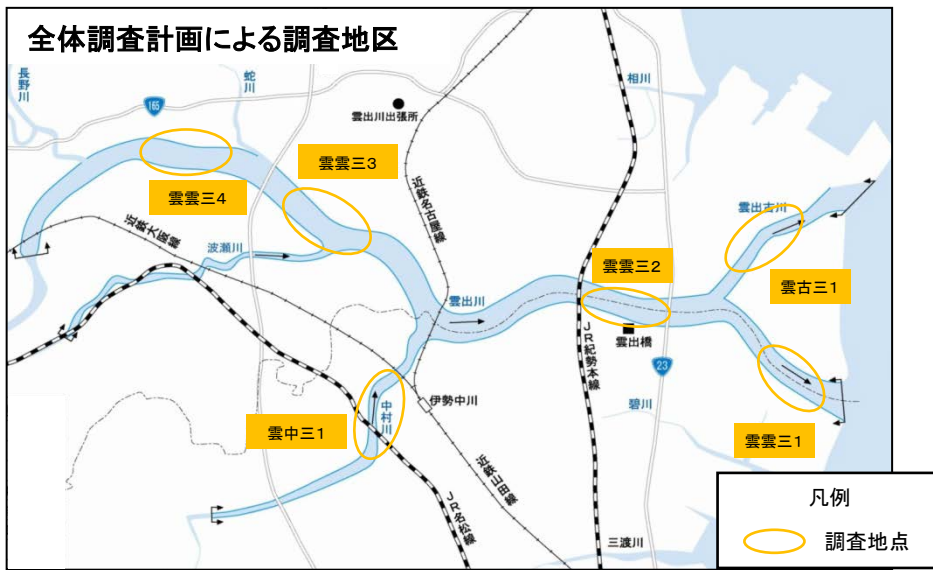 全体調査計画による調査地区
長野川
165
蛇川
雲出川出張所
相川
雲雲三3
雲雲三4
近鉄名古屋線
雲出古川
近鉄大阪線
波瀬川
雲雲三2
雲古三1
雲出川
雲出橋
JR紀勢本線
23
伊勢中川
中村川
碧川
雲中三1
雲雲三1
近鉄山田線
JR名松線
三渡川
凡例
調査地点